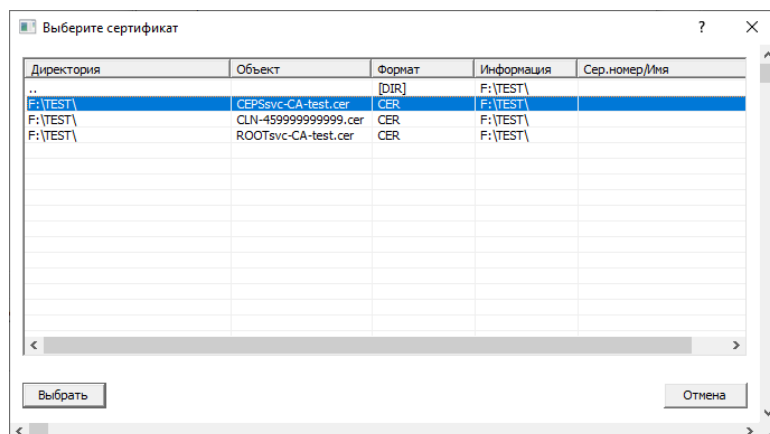 Выберите сертификат ?
Директория Объект Формат Информация Сер.номер/Имя
.. [DIR] F:\TEST\
F:\TEST\ CEPSsvc-CA-test.cer CER F:\TEST\
F:\TEST\ CLN-459999999999.cer CER F:\TEST\
F:\TEST\ ROOTsvc-CA-test.cer CER F:\TEST\
Выбрать Отмена